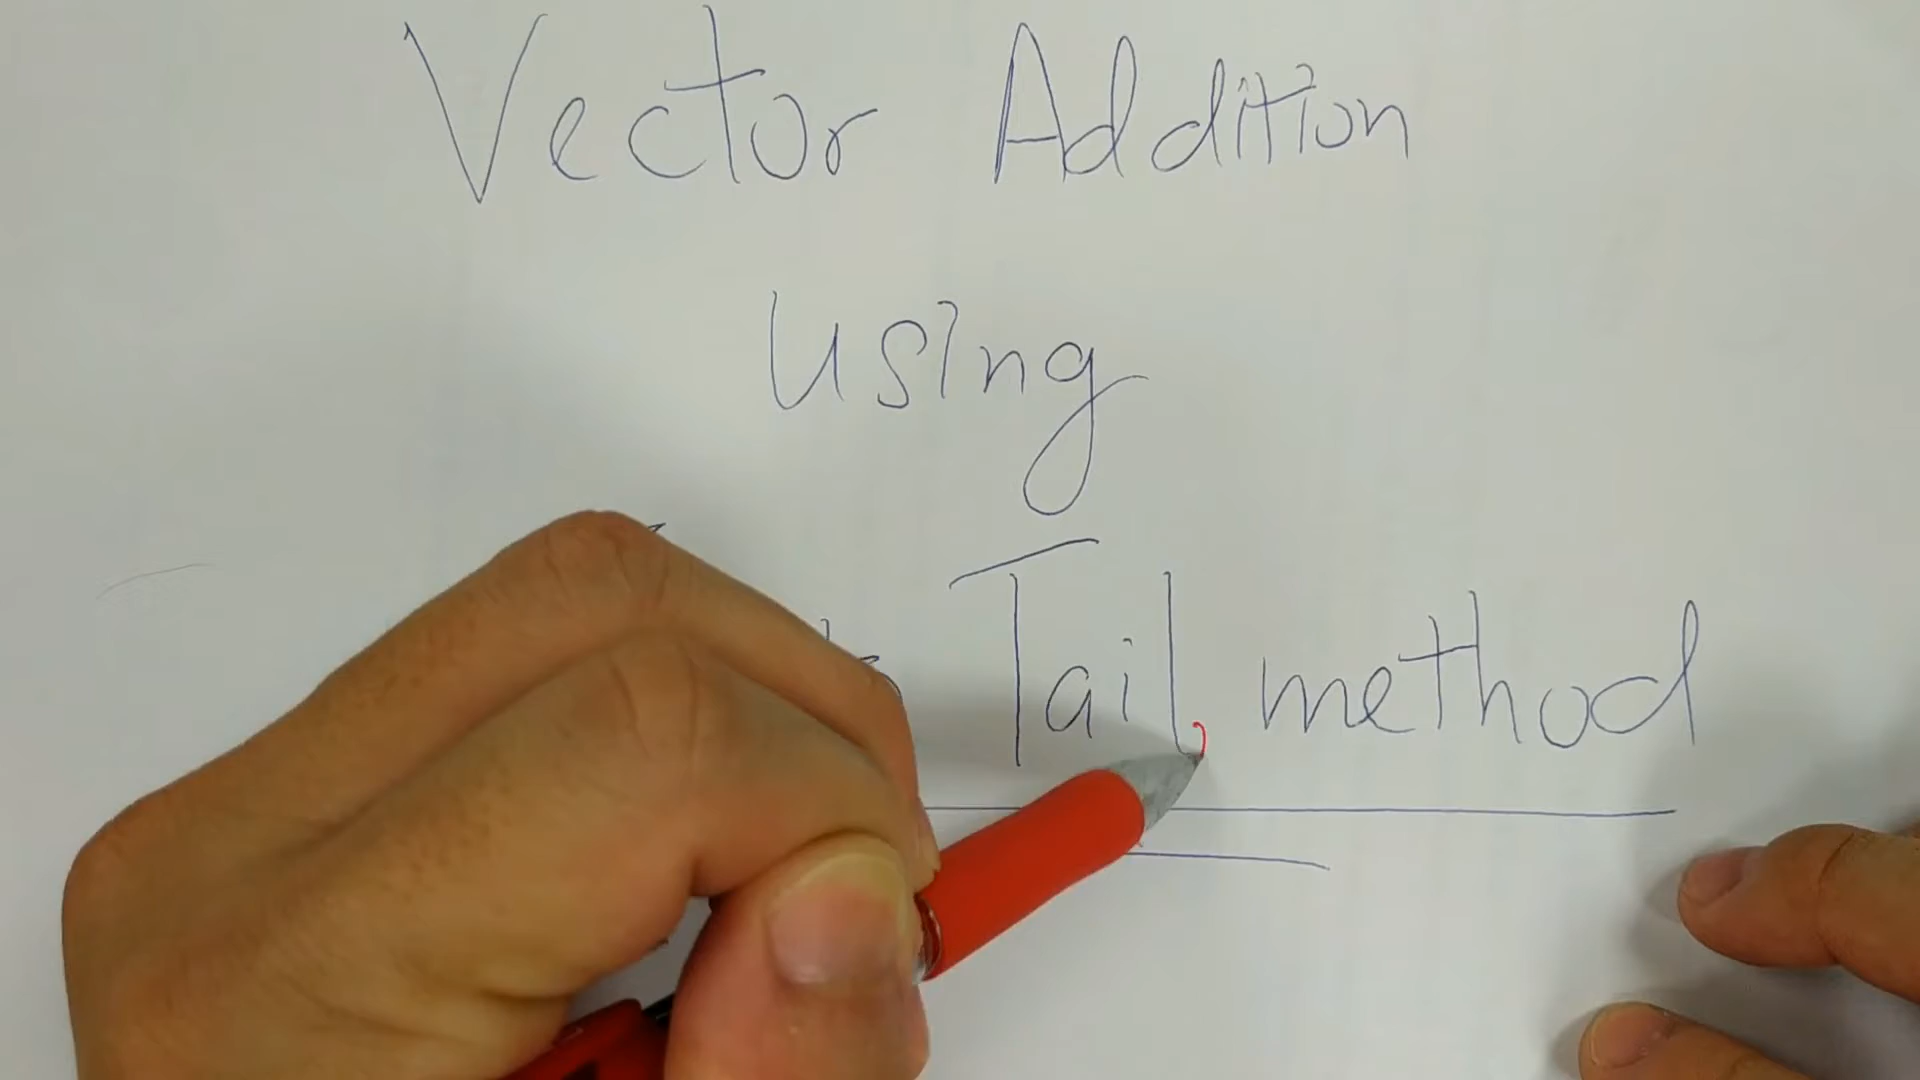 Vector Addition
using
Tail method